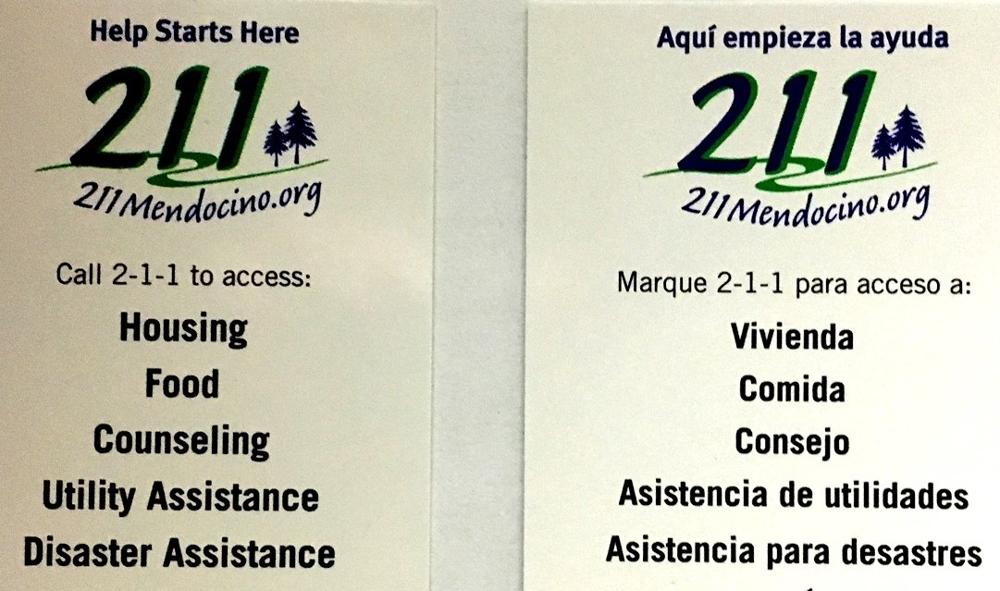 Help Starts Here
211
211Mendocino.org
Call 2-1-1 to access:
Housing
Food
Counseling
Utility Assistance
Disaster Assistance
Aquí empieza la ayuda
211
211Mendocino.org
Marque 2-1-1 para acceso a:
Vivienda
Comida
Consejo
Asistencia de utilidades
Asistencia para desastres